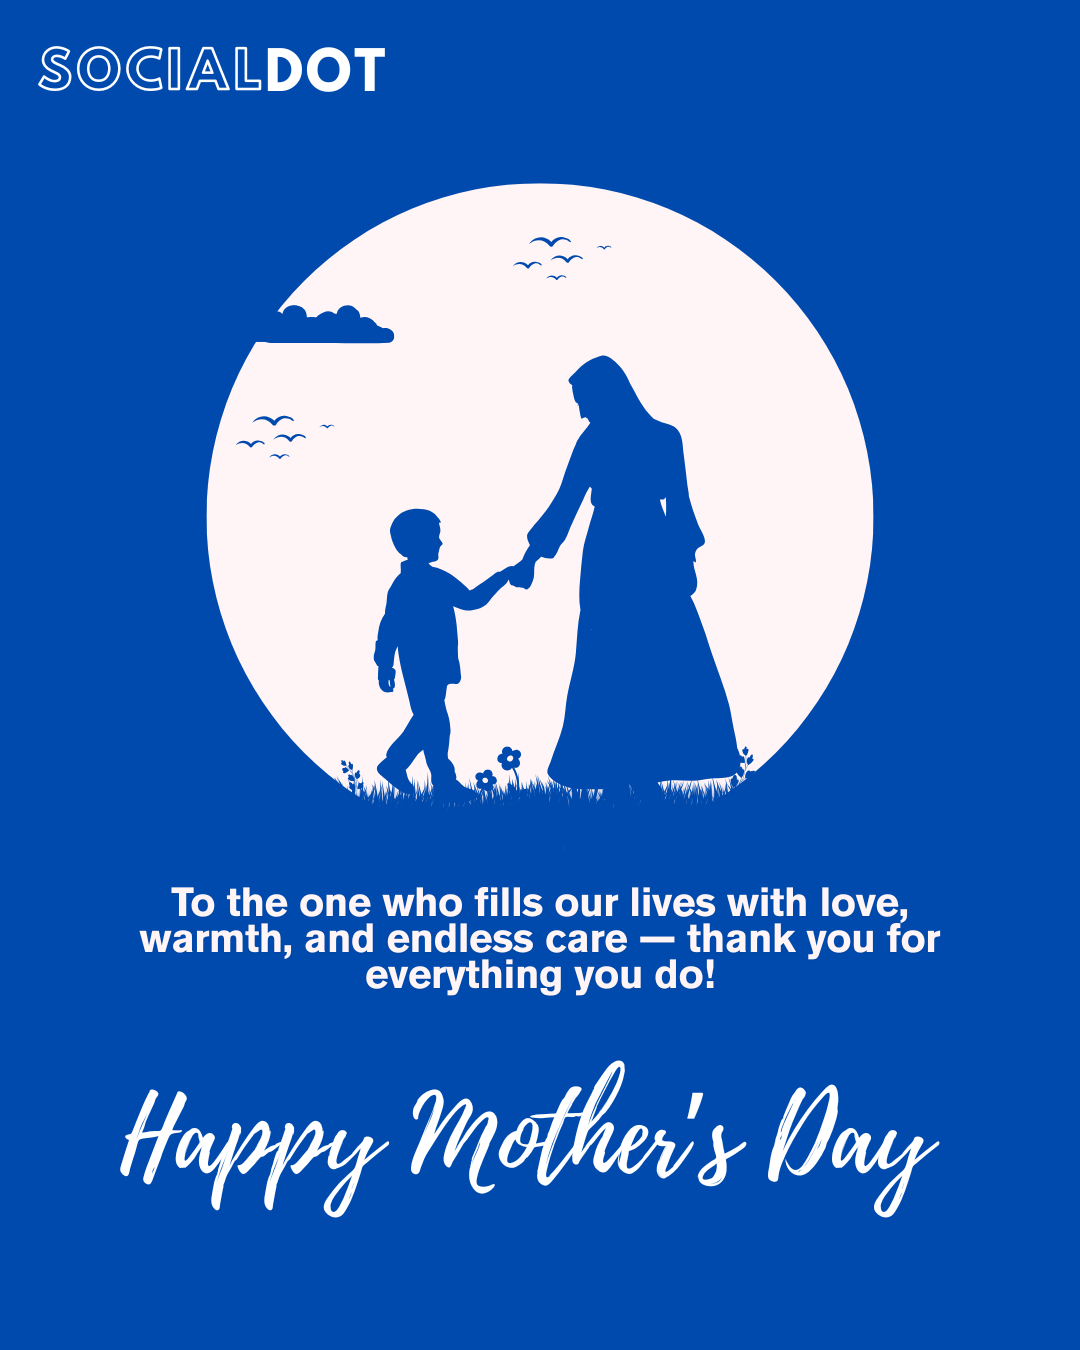 SOCIALDOT
To the one who fills our lives with love,
warmth, and endless care — thank you for
everything you do!
Happy Mother's Day